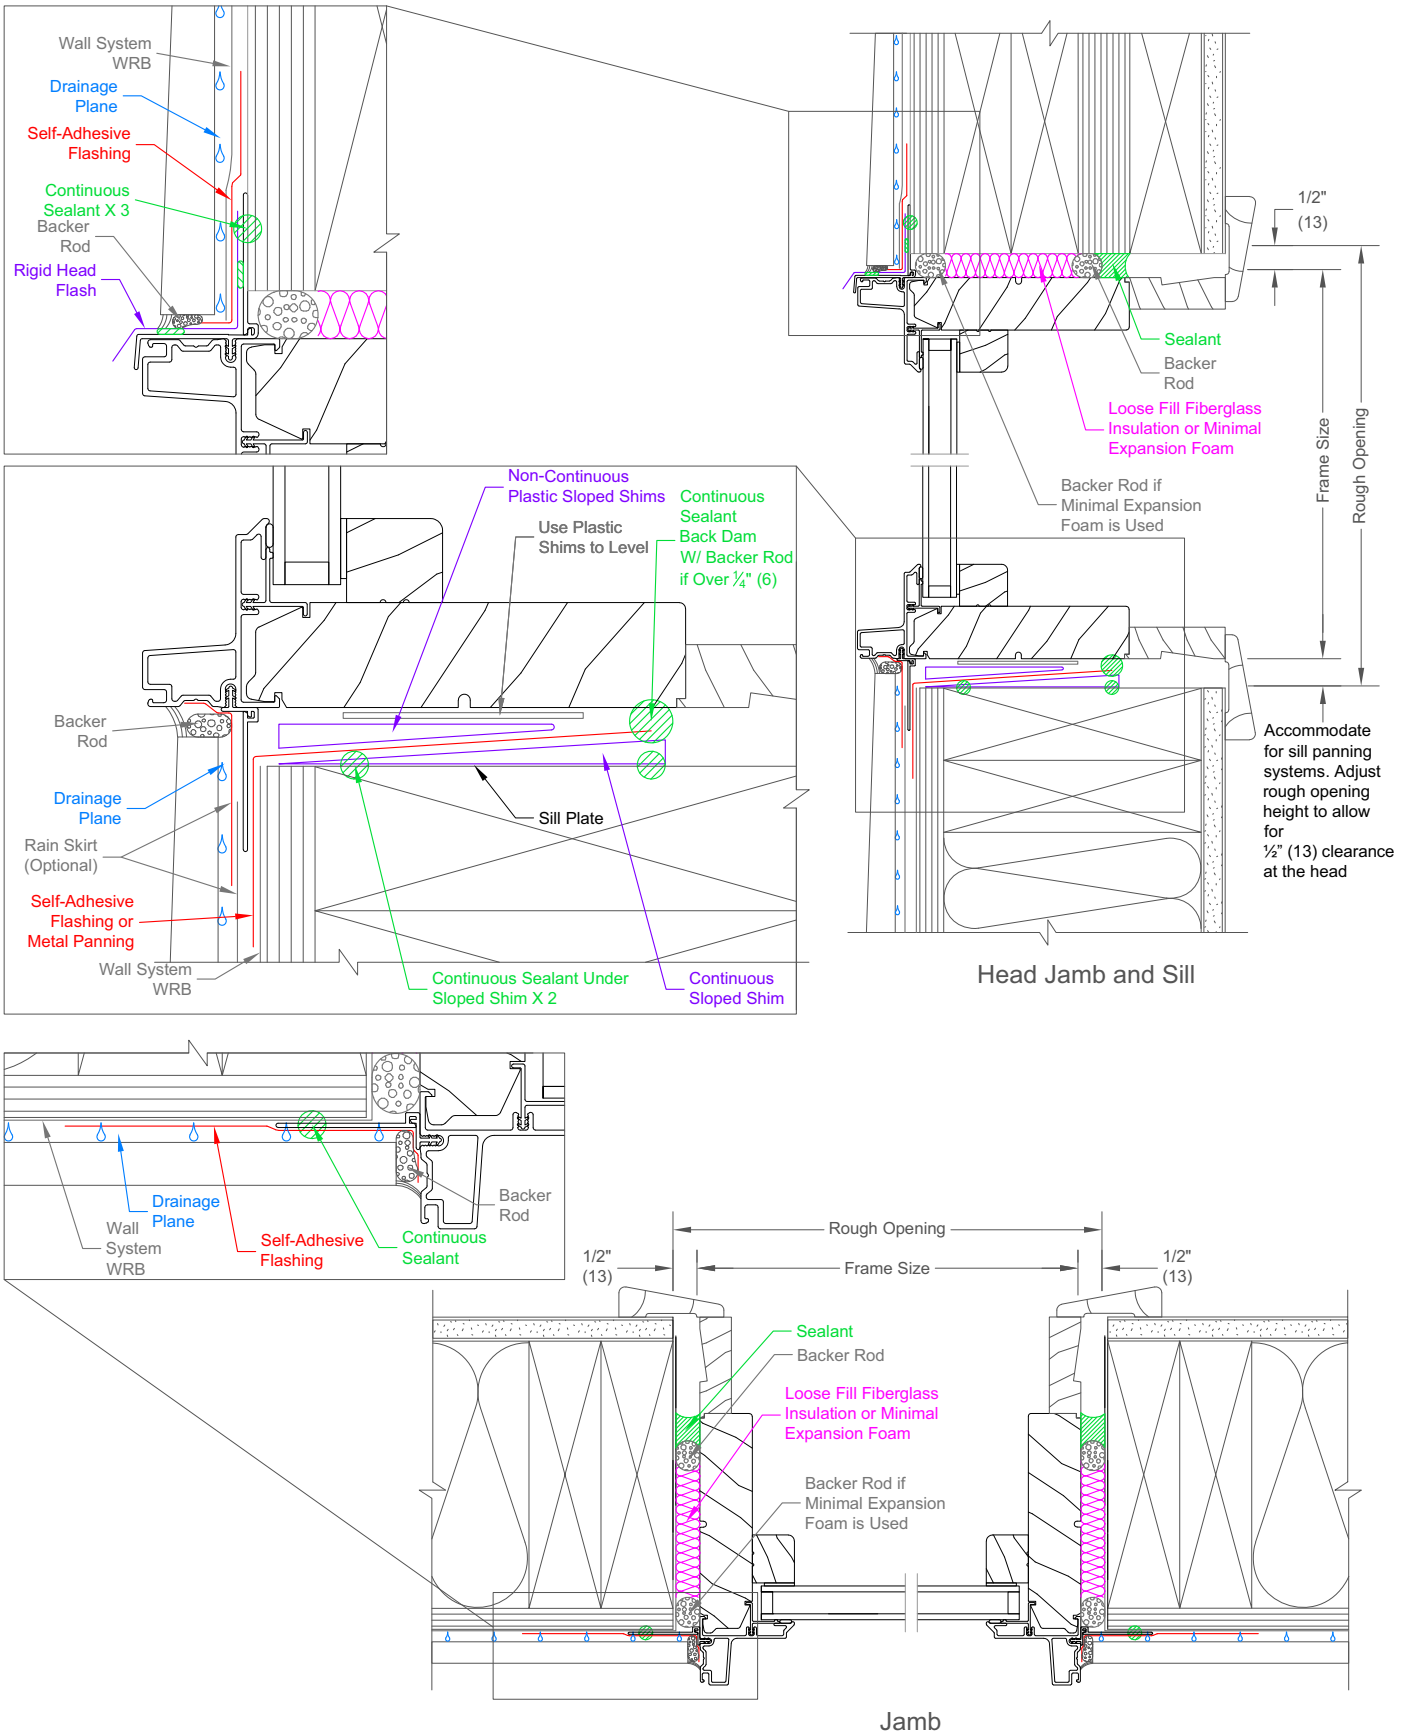 Wall System
WRB
Drainage
Plane
Self-Adhesive
Flashing
Continuous
Sealant X 3
Backer
Rod
Rigid Head
Flash
1/2"
(13)
Sealant
Backer
Rod
Loose Fill Fiberglass
Insulation or Minimal
Expansion Foam
Backer Rod if
Minimal Expansion
Foam is Used
Frame Size
Rough Opening
Non-Continuous
Plastic Sloped Shims
Use Plastic
Shims to Level
Continuous
Sealant
Back Dam
W/ Backer Rod
if Over ¼" (6)
Backer
Rod
Drainage
Plane
Rain Skirt
(Optional)
Self-Adhesive
Flashing or
Metal Panning
Wall System
WRB
Sill Plate
Continuous Sealant Under
Sloped Shim X 2
Continuous
Sloped Shim
Accommodate
for sill panning
systems. Adjust
rough opening
height to allow
for
½” (13) clearance
at the head
Head Jamb and Sill
Wall
System
WRB
Drainage
Plane
Self-Adhesive
Flashing
Continuous
Sealant
Backer
Rod
Rough Opening
1/2"
(13)
Frame Size
1/2"
(13)
Sealant
Backer Rod
Loose Fill Fiberglass
Insulation or Minimal
Expansion Foam
Backer Rod if
Minimal Expansion
Foam is Used
Jamb